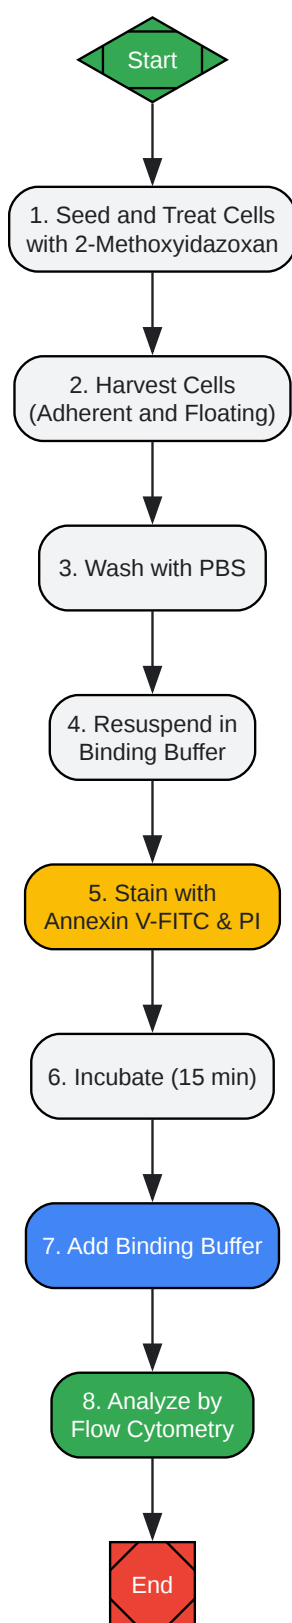 Start
1. Seed and Treat Cells
with 2-Methoxyidazoxan
2. Harvest Cells
(Adherent and Floating)
3. Wash with PBS
4. Resuspend in
Binding Buffer
5. Stain with
Annexin V-FITC & PI
6. Incubate (15 min)
7. Add Binding Buffer
8. Analyze by
Flow Cytometry
End